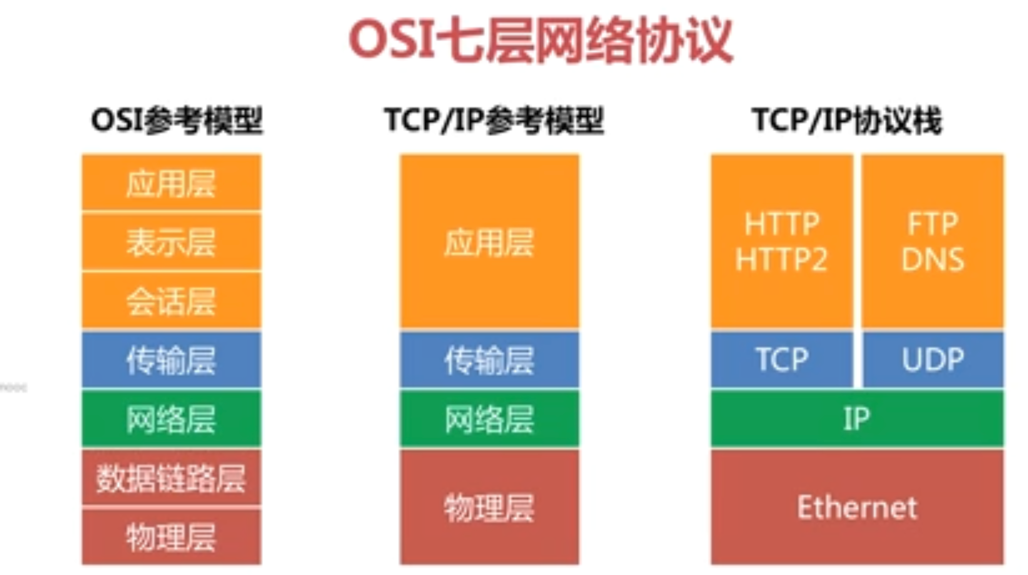 OSI七层网络协议
OSI参考模型
应用层
表示层
会话层
传输层
网络层
数据链路层
物理层
TCP/IP参考模型
应用层
传输层
网络层
物理层
TCP/IP协议栈
HTTP
HTTP2
FTP
DNS
TCP
UDP
IP
Ethernet
mooc